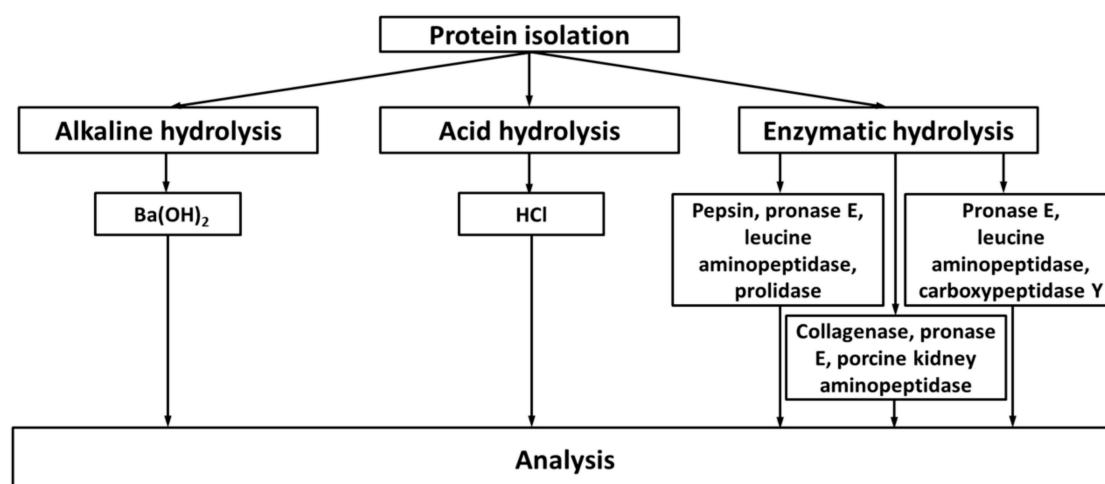 Protein isolation
Alkaline hydrolysis
Acid hydrolysis
Enzymatic hydrolysis
Ba(OH)₂
HCl
Pepsin, pronase E,
leucine
aminopeptidase,
prolidase
Pronase E,
leucine
aminopeptidase,
carboxypeptidase Y
Collagenase, pronase
E, porcine kidney
aminopeptidase
Analysis